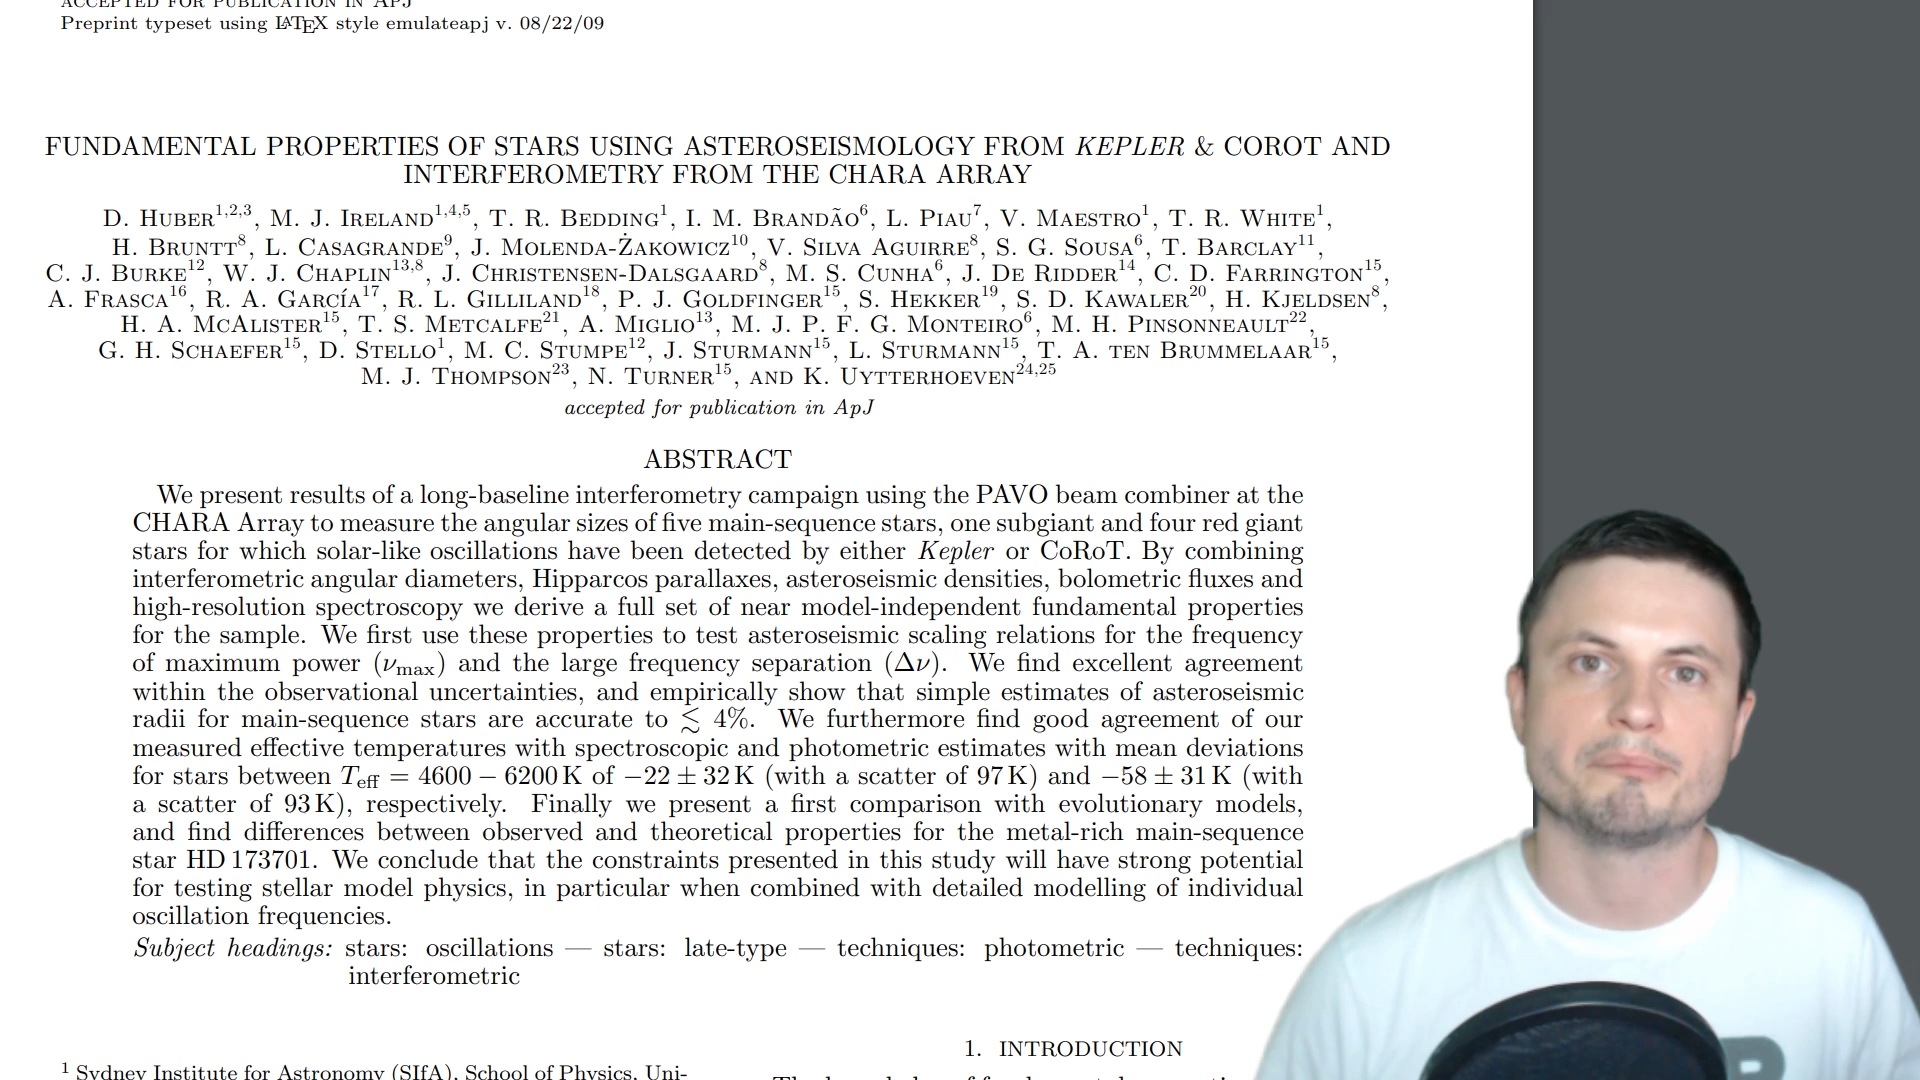 ACCEPTED FOR PUBLICATION IN APJ
Preprint typeset using LATEX style emulateapj v. 08/22/09
FUNDAMENTAL PROPERTIES OF STARS USING ASTEROSEISMOLOGY FROM KEPLER & COROT AND
INTERFEROMETRY FROM THE CHARA ARRAY
D. HUBER1,2,3, M. J. IRELAND1,4,5, T. R. BEDDING1, I. M. BRANDÃO6, L. PIAU7, V. MAESTRO1, T. R. WHITE1,
H. BRUNTT8, L. CASAGRANDE9, J. MOLENDA-ŻAKOWICZ10, V. SILVA AGUIRRE8, S. G. SOUSA6, T. BARCLAY11,
C. J. BURKE12, W. J. CHAPLIN13,8, J. CHRISTENSEN-DALSGAARD8, M. S. CUNHA6, J. DE RIDDER14, C. D. FARRINGTON15,
A. FRASCA16, R. A. GARCÍA17, R. L. GILLILAND18, P. J. GOLDFINGER15, S. HEKKER19, S. D. KAWALER20, H. KJELDSEN8,
H. A. MCALISTER15, T. S. METCALFE21, A. MIGLIO13, M. J. P. F. G. MONTEIRO6, M. H. PINSONNEAULT22,
G. H. SCHAEFER15, D. STELLO1, M. C. STUMPE12, J. STURMANN15, L. STURMANN15, T. A. TEN BRUMMELAAR15,
M. J. THOMPSON23, N. TURNER15, AND K. UYTTERHOEVEN24,25
accepted for publication in ApJ
ABSTRACT
We present results of a long-baseline interferometry campaign using the PAVO beam combiner at the
CHARA Array to measure the angular sizes of five main-sequence stars, one subgiant and four red giant
stars for which solar-like oscillations have been detected by either Kepler or CoRoT. By combining
interferometric angular diameters, Hipparcos parallaxes, asteroseismic densities, bolometric fluxes and
high-resolution spectroscopy we derive a full set of near model-independent fundamental properties
for the sample. We first use these properties to test asteroseismic scaling relations for the frequency
of maximum power (νmax) and the large frequency separation (Δν). We find excellent agreement
within the observational uncertainties, and empirically show that simple estimates of asteroseismic
radii for main-sequence stars are accurate to ≲ 4%. We furthermore find good agreement of our
measured effective temperatures with spectroscopic and photometric estimates with mean deviations
for stars between Teff = 4600 − 6200 K of −22 ± 32 K (with a scatter of 97 K) and −58 ± 31 K (with
a scatter of 93 K), respectively. Finally we present a first comparison with evolutionary models,
and find differences between observed and theoretical properties for the metal-rich main-sequence
star HD 173701. We conclude that the constraints presented in this study will have strong potential
for testing stellar model physics, in particular when combined with detailed modelling of individual
oscillation frequencies.
Subject headings: stars: oscillations — stars: late-type — techniques: photometric — techniques:
interferometric
1. INTRODUCTION
1 Sydney Institute for Astronomy (SIfA), School of Physics, Uni-